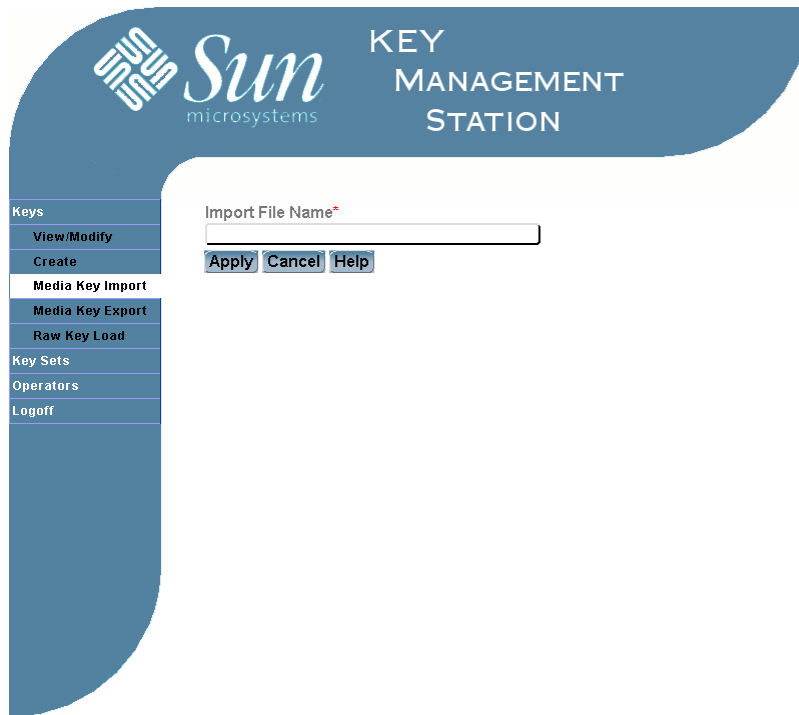 Sun
microsystems
KEY
MANAGEMENT
STATION
Keys
View/Modify
Create
Media Key Import
Media Key Export
Raw Key Load
Key Sets
Operators
Logoff
Import File Name*
Apply Cancel Help